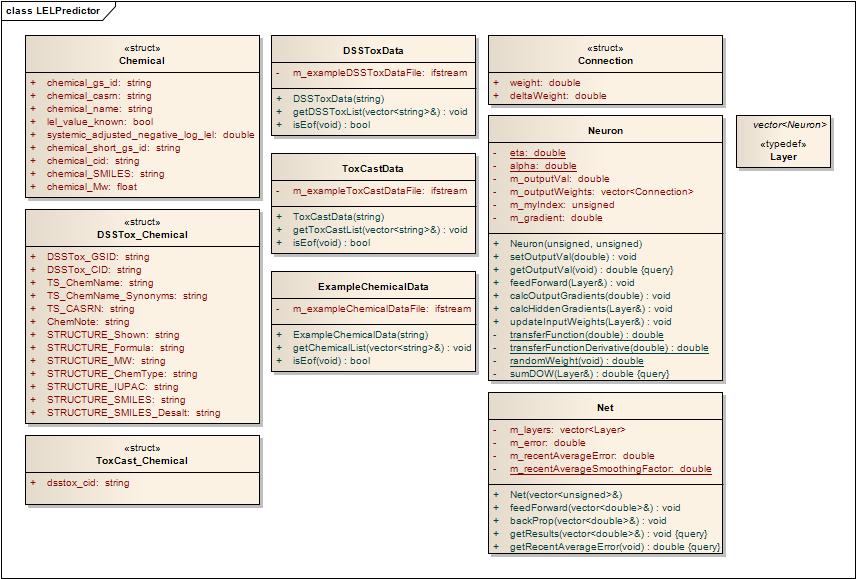 class LELPredictor
«struct»
Chemical
+ chemical_gs_id: string
+ chemical_casrn: string
+ chemical_name: string
+ lel_value_known: bool
+ systemic_adjusted_negative_log_lel: double
+ chemical_short_gs_id: string
+ chemical_cid: string
+ chemical_SMILES: string
+ chemical_Mw: float
«struct»
DSSTox_Chemical
+ DSSTox_GSID: string
+ DSSTox_CID: string
+ TS_ChemName: string
+ TS_ChemName_Synonyms: string
+ TS_CASRN: string
+ ChemNote: string
+ STRUCTURE_Shown: string
+ STRUCTURE_Formula: string
+ STRUCTURE_MW: string
+ STRUCTURE_ChemType: string
+ STRUCTURE_IUPAC: string
+ STRUCTURE_SMILES: string
+ STRUCTURE_SMILES_Desalt: string
«struct»
ToxCast_Chemical
+ dsstox_cid: string
DSSToxData
- m_exampleDSSToxDataFile: ifstream
+ DSSToxData(string)
+ getDSSToxList(vector<string>&) : void
+ isEof(void) : bool
ToxCastData
- m_exampleToxCastDataFile: ifstream
+ ToxCastData(string)
+ getToxCastList(vector<string>&) : void
+ isEof(void) : bool
ExampleChemicalData
- m_exampleChemicalDataFile: ifstream
+ ExampleChemicalData(string)
+ getChemicalList(vector<string>&) : void
+ isEof(void) : bool
«struct»
Connection
+ weight: double
+ deltaWeight: double
Neuron
- eta: double
- alpha: double
- m_outputVal: double
- m_outputWeights: vector<Connection>
- m_myIndex: unsigned
- m_gradient: double
+ Neuron(unsigned, unsigned)
+ setOutputVal(double) : void
+ getOutputVal(void) : double {query}
+ feedForward(Layer&) : void
+ calcOutputGradients(double) : void
+ calcHiddenGradients(Layer&) : void
+ updateInputWeights(Layer&) : void
- transferFunction(double) : double
- transferFunctionDerivative(double) : double
- randomWeight(void) : double
- sumDOW(Layer&) : double {query}
Net
- m_layers: vector<Layer>
- m_error: double
- m_recentAverageError: double
- m_recentAverageSmoothingFactor: double
+ Net(vector<unsigned>&)
+ feedForward(vector<double>&) : void
+ backProp(vector<double>&) : void
+ getResults(vector<double>&) : void {query}
+ getRecentAverageError(void) : double {query}
vector<Neuron>
«typedef»
Layer